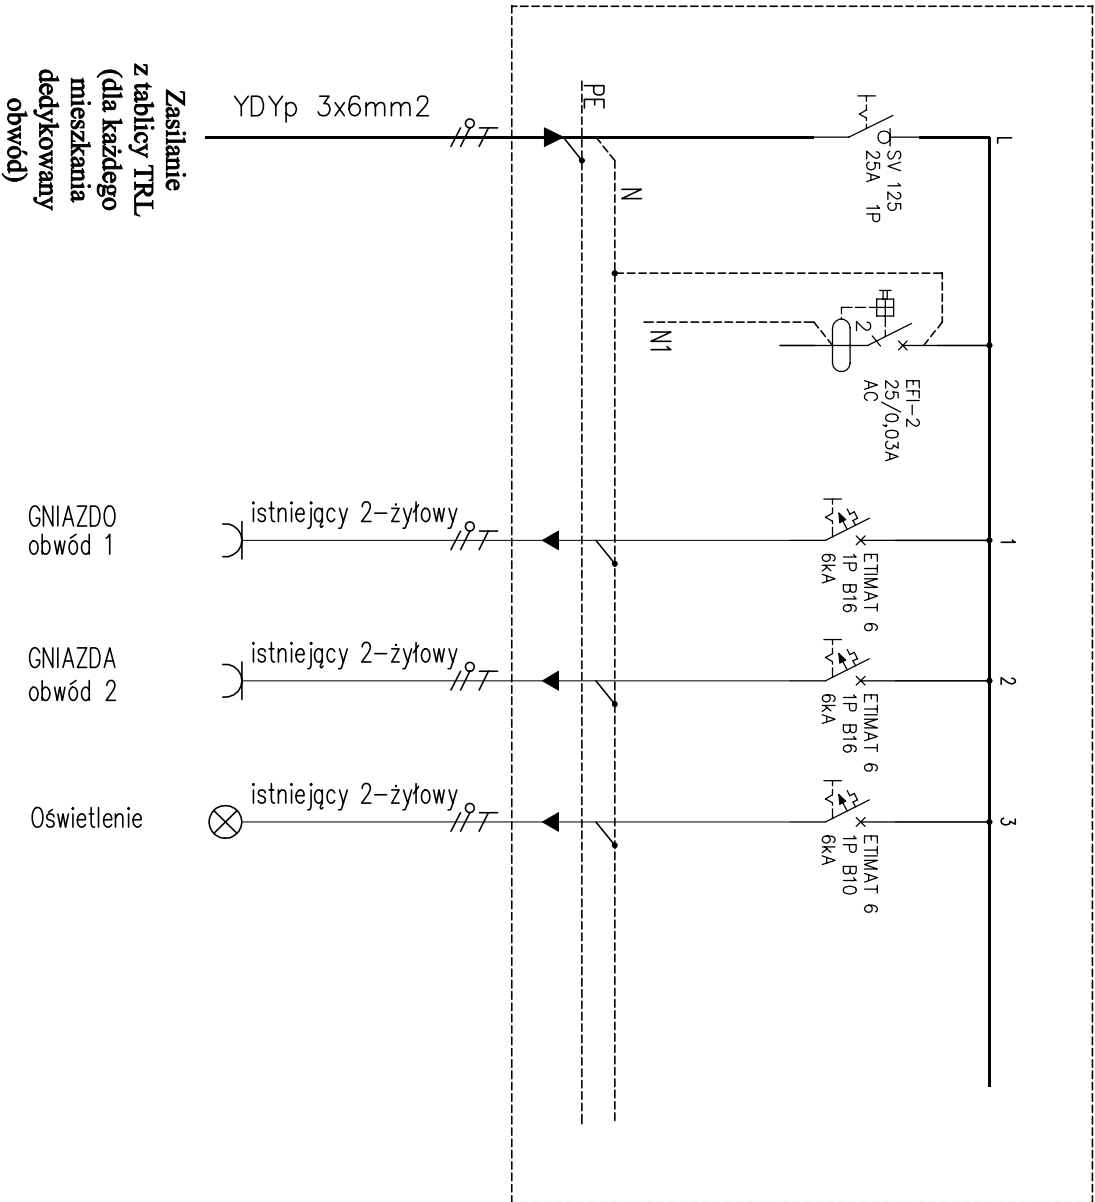 Zasilanie
z tablicy TRL
(dla każdego
mieszkania
dedykowany
obwód)
YDYp 3x6mm2
PE
N
L
SV 125
25A 1P
N1
2
EFI-2
25/0,03A
AC
GNIAZDO
obwód 1
istniejący 2-żyłowy
ETIMAT 6
1P B16
6kA
1
GNIAZDA
obwód 2
istniejący 2-żyłowy
ETIMAT 6
1P B16
6kA
2
Oświetlenie
istniejący 2-żyłowy
ETIMAT 6
1P B10
6kA
3